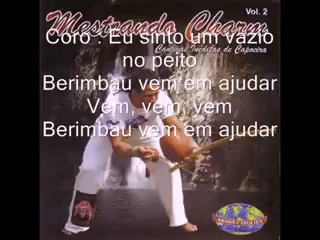 Mestrando Charm
Vol. 2
Cantigas Inéditas de Capoeira
Coro : Eu sinto um vazio
no peito
Berimbau vem em ajudar
Vem, vem, vem
Berimbau vem em ajudar